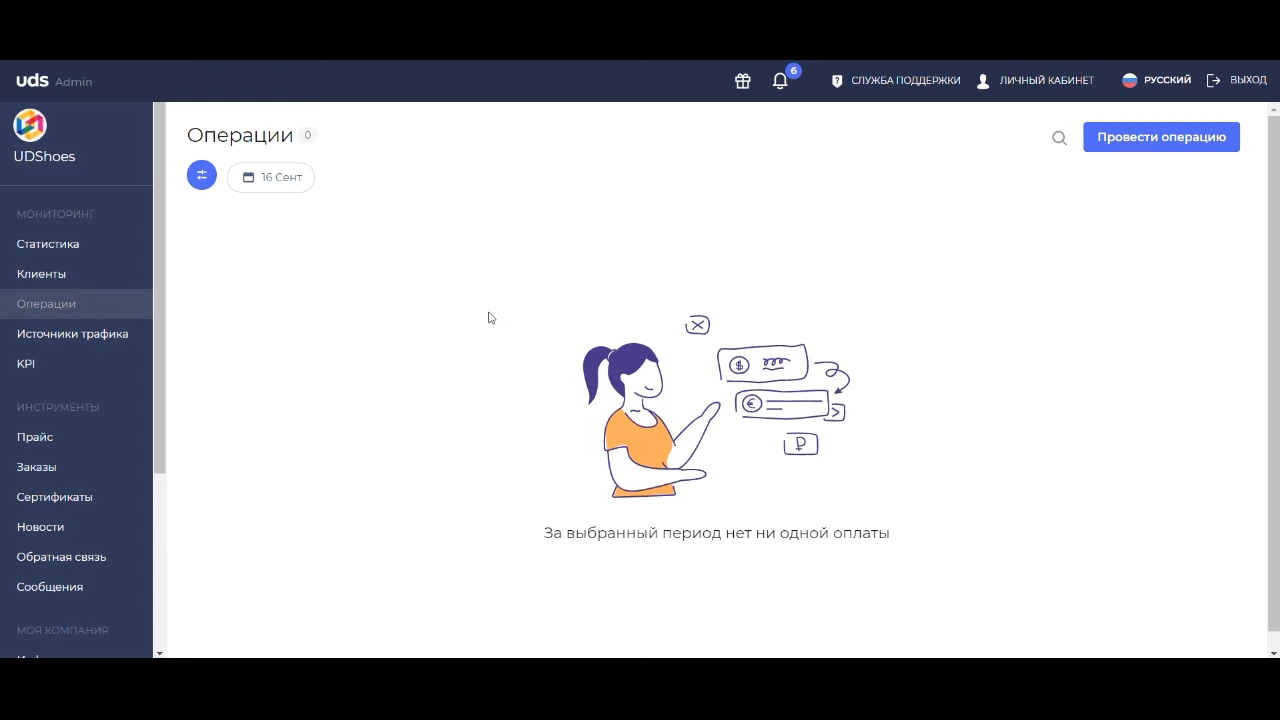 uds Admin
6
СЛУЖБА ПОДДЕРЖКИ
ЛИЧНЫЙ КАБИНЕТ
РУССКИЙ
ВЫХОД
UDShoes
МОНИТОРИНГ
Статистика
Клиенты
Операции
Источники трафика
KPI
ИНСТРУМЕНТЫ
Прайс
Заказы
Сертификаты
Новости
Обратная связь
Сообщения
МОЯ КОМПАНИЯ
Операции 0
Провести операцию
16 Сент
$
€
₽
За выбранный период нет ни одной оплаты